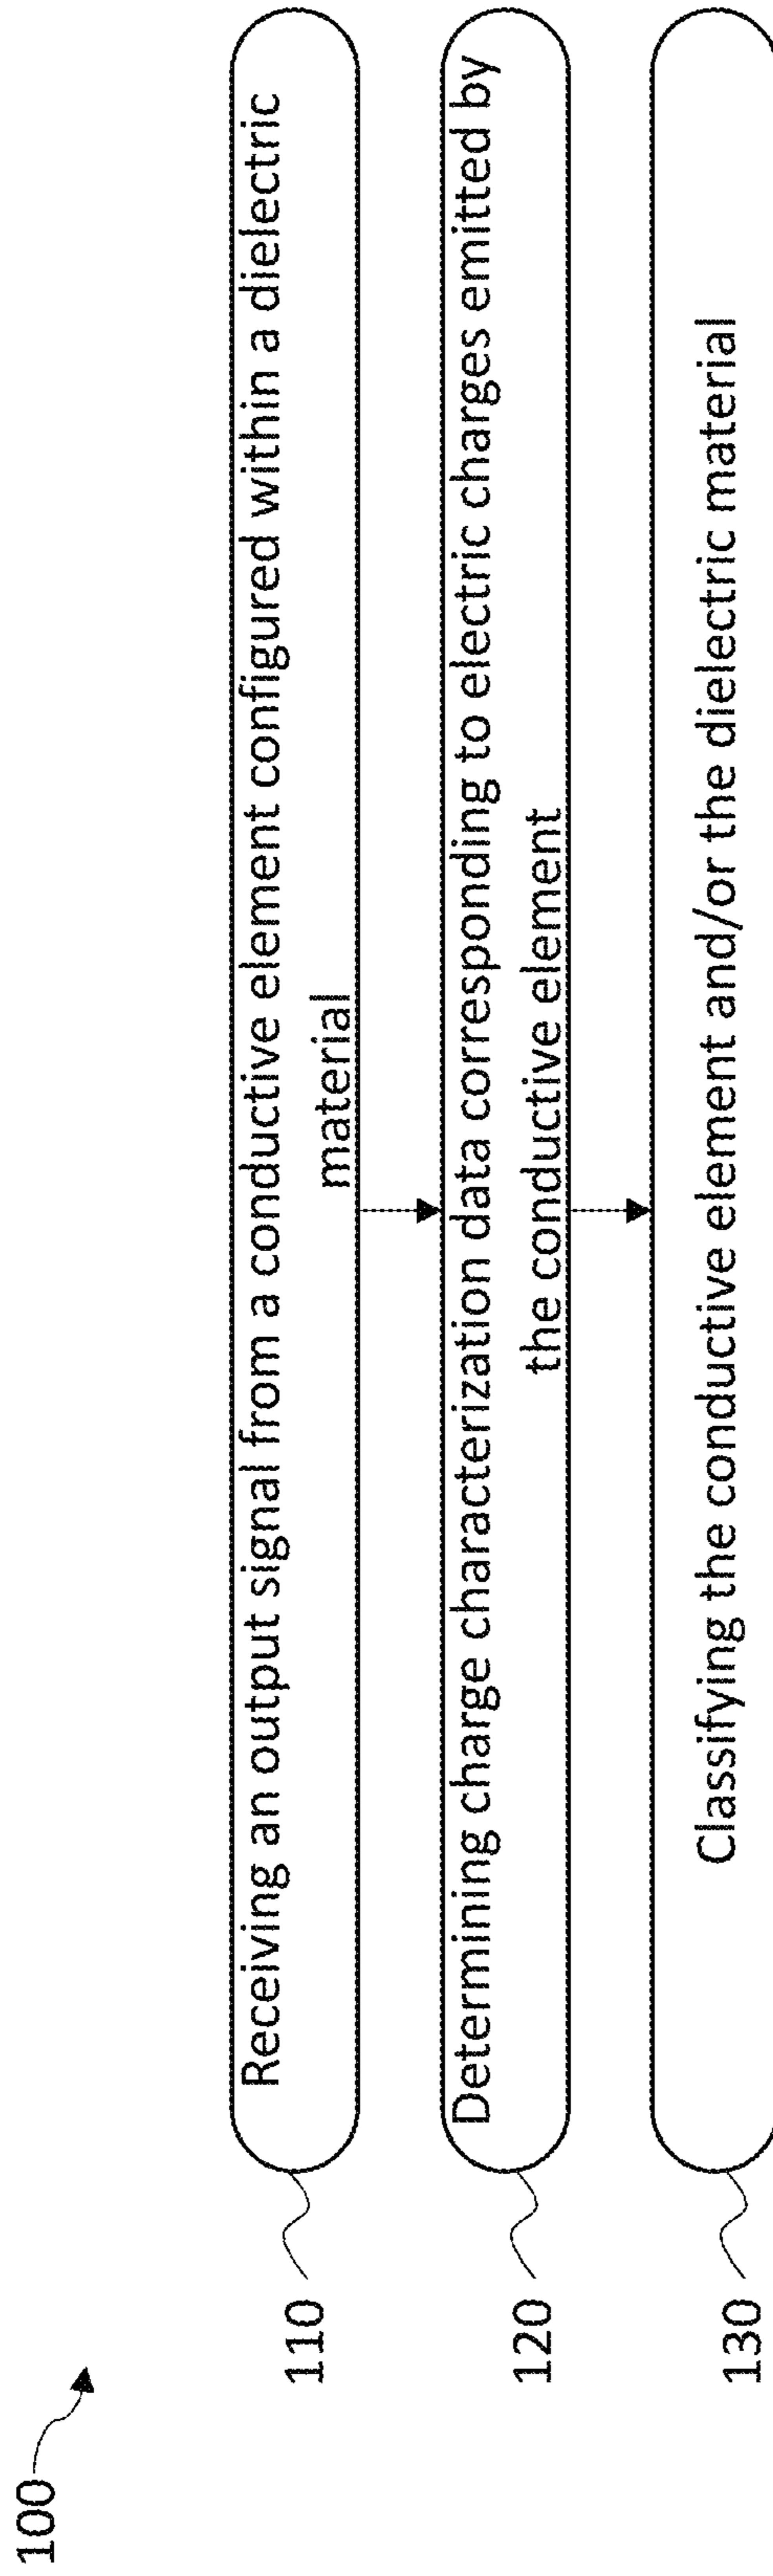 100
110
Receiving an output signal from a conductive element configured within a dielectric
material
120
Determining charge characterization data corresponding to electric charges emitted by
the conductive element
130
Classifying the conductive element and/or the dielectric material